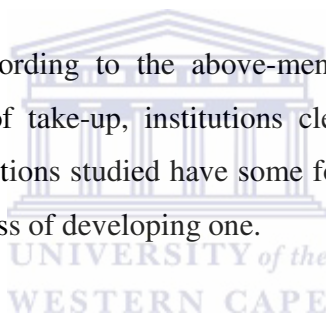 ording to the above-men
of take-up, institutions cle
tions studied have some fo
ss of developing one.
UNIVERSITY of the
WESTERN CAPE